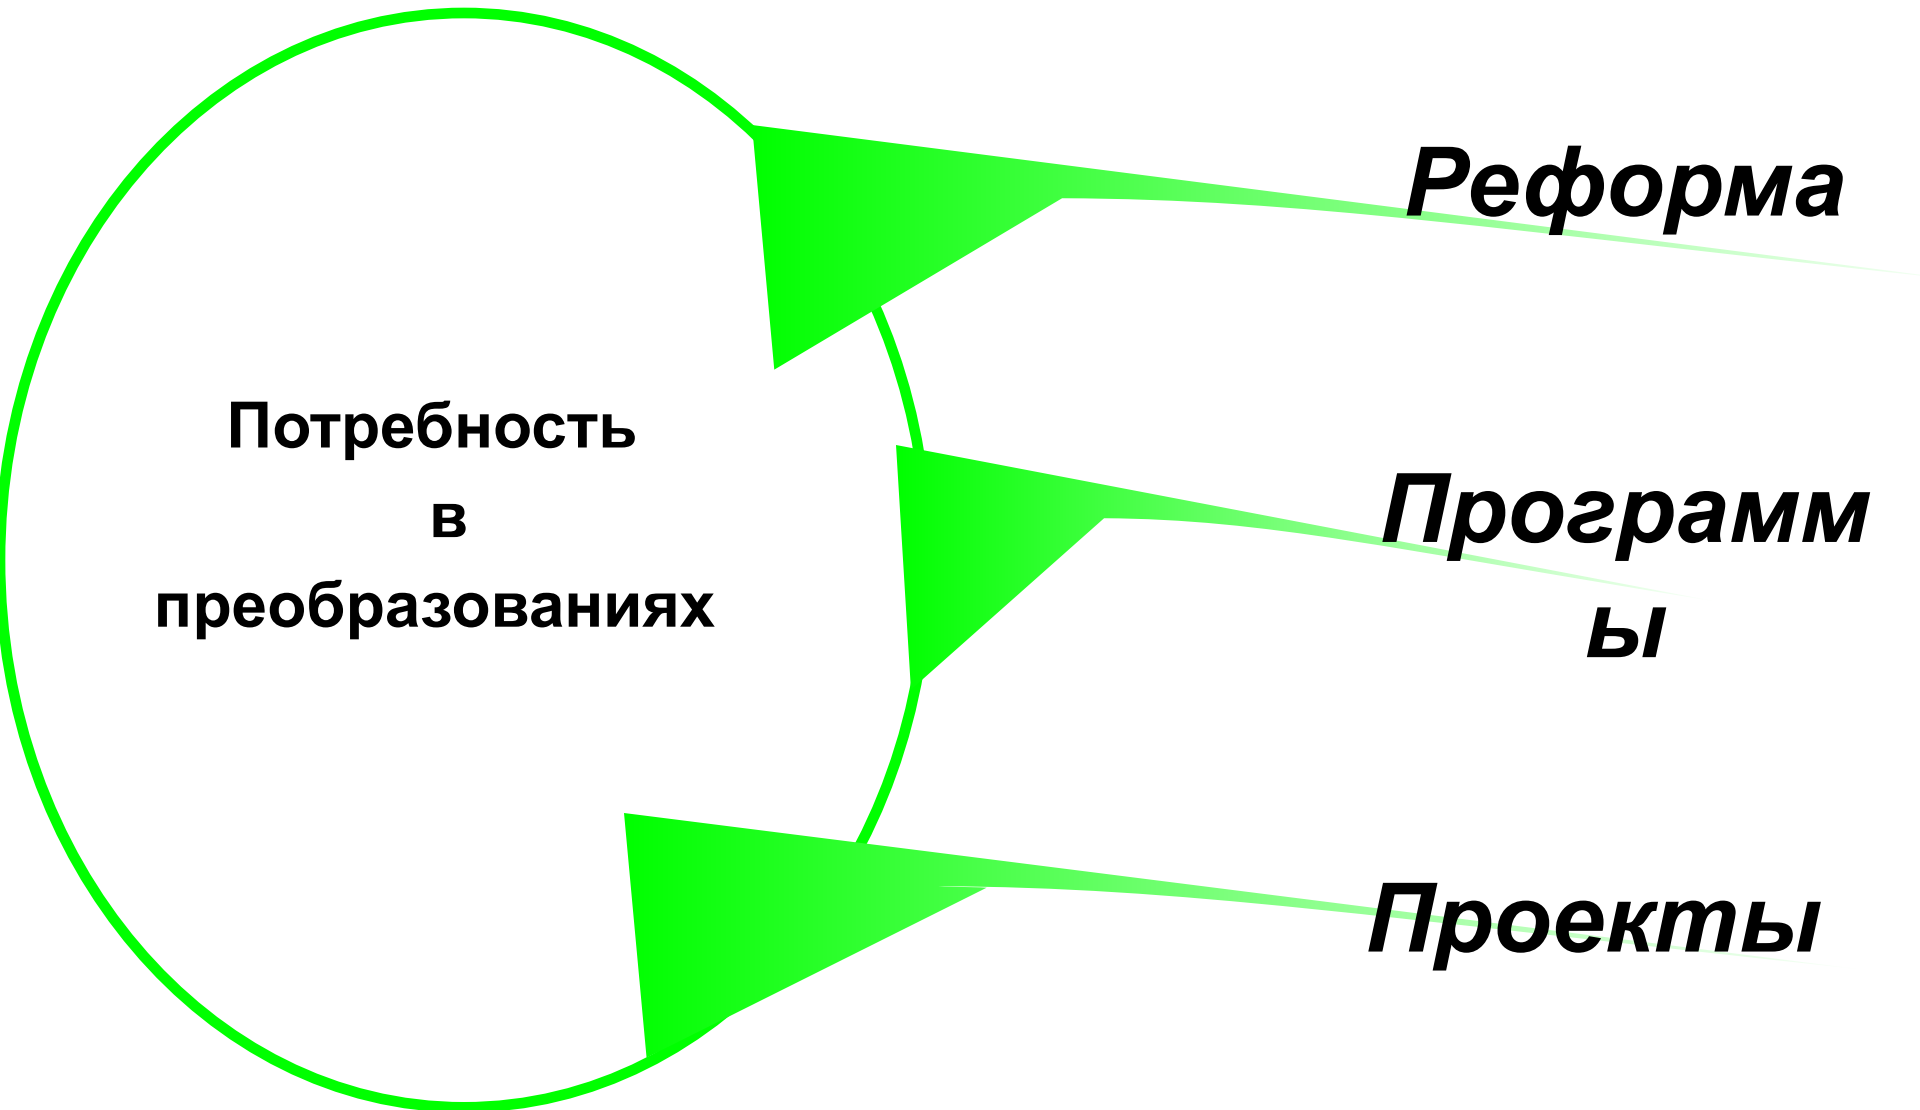 Потребность
в
преобразованиях
Реформа
Программ
ы
Проекты